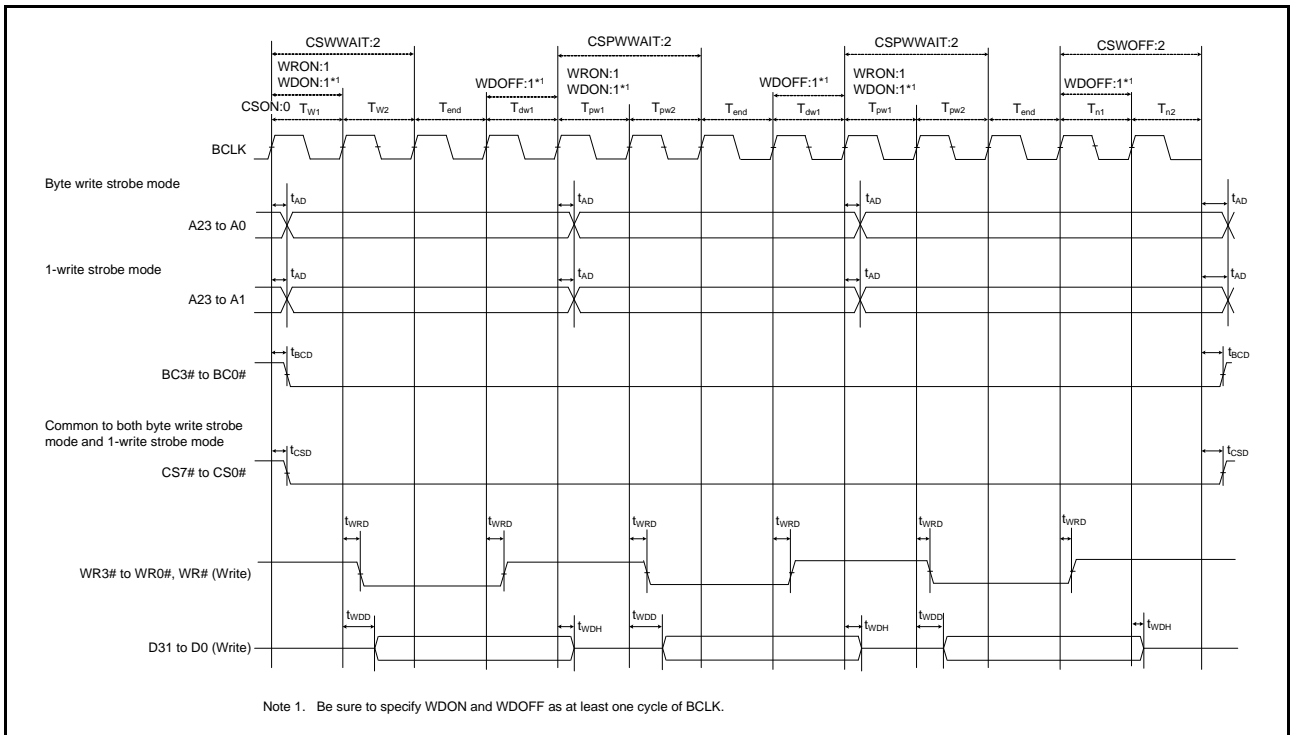 CSWWAIT:2 CSPWWAIT:2 CSPWWAIT:2 CSWOFF:2
WRON:1 WRON:1 WRON:1
WDON:1*1 WDOFF:1*1 WDON:1*1 WDOFF:1*1 WDON:1*1 WDOFF:1*1
CSON:0 TW1 TW2 Tend Tdw1 Tpw1 Tpw2 Tend Tdw1 Tpw1 Tpw2 Tend Tn1 Tn2
BCLK
Byte write strobe mode
tAD tAD tAD tAD
A23 to A0
1-write strobe mode
tAD tAD tAD tAD
A23 to A1
tBCD tBCD
BC3# to BC0#
Common to both byte write strobe
mode and 1-write strobe mode
tCSD tCSD
CS7# to CS0#
tWRD tWRD tWRD tWRD tWRD tWRD
WR3# to WR0#, WR# (Write)
tWDD tWDH tWDD tWDH tWDD tWDH
D31 to D0 (Write)
Note 1. Be sure to specify WDON and WDOFF as at least one cycle of BCLK.